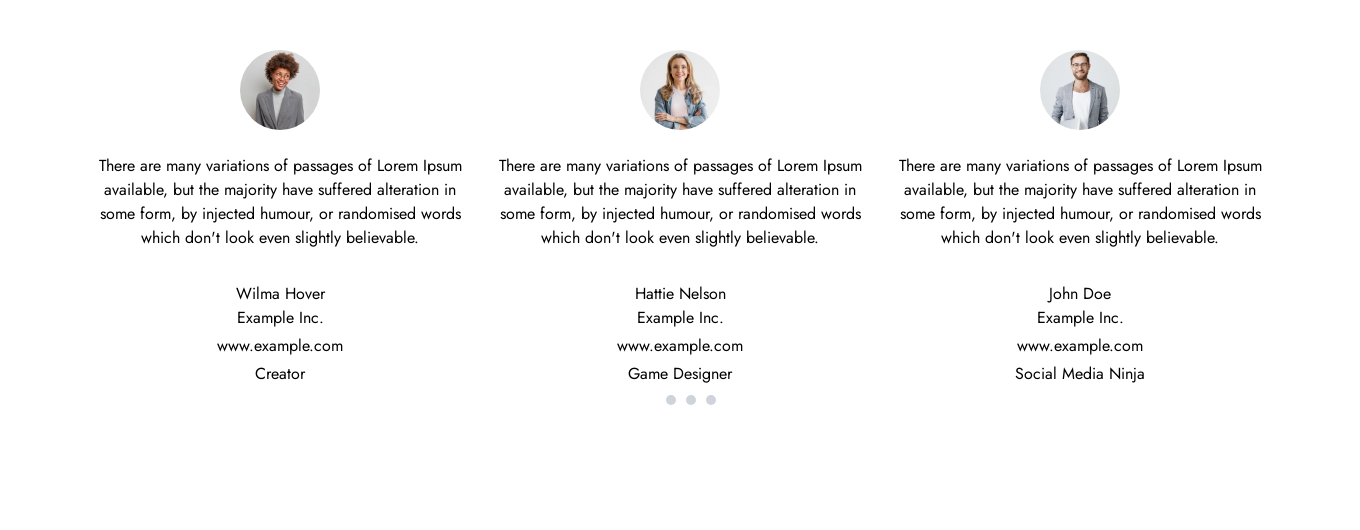 There are many variations of passages of Lorem Ipsum
available, but the majority have suffered alteration in
some form, by injected humour, or randomised words
which don't look even slightly believable.
Wilma Hover
Example Inc.
www.example.com
Creator
There are many variations of passages of Lorem Ipsum
available, but the majority have suffered alteration in
some form, by injected humour, or randomised words
which don't look even slightly believable.
Hattie Nelson
Example Inc.
www.example.com
Game Designer
There are many variations of passages of Lorem Ipsum
available, but the majority have suffered alteration in
some form, by injected humour, or randomised words
which don't look even slightly believable.
John Doe
Example Inc.
www.example.com
Social Media Ninja